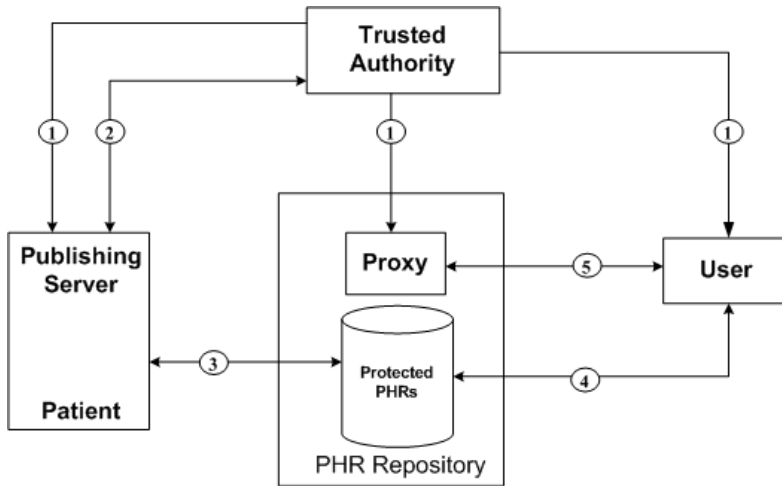 Trusted
Authority
1
2
1
1
Publishing
Server
Proxy
5
User
3
Protected
PHRs
4
Patient
PHR Repository